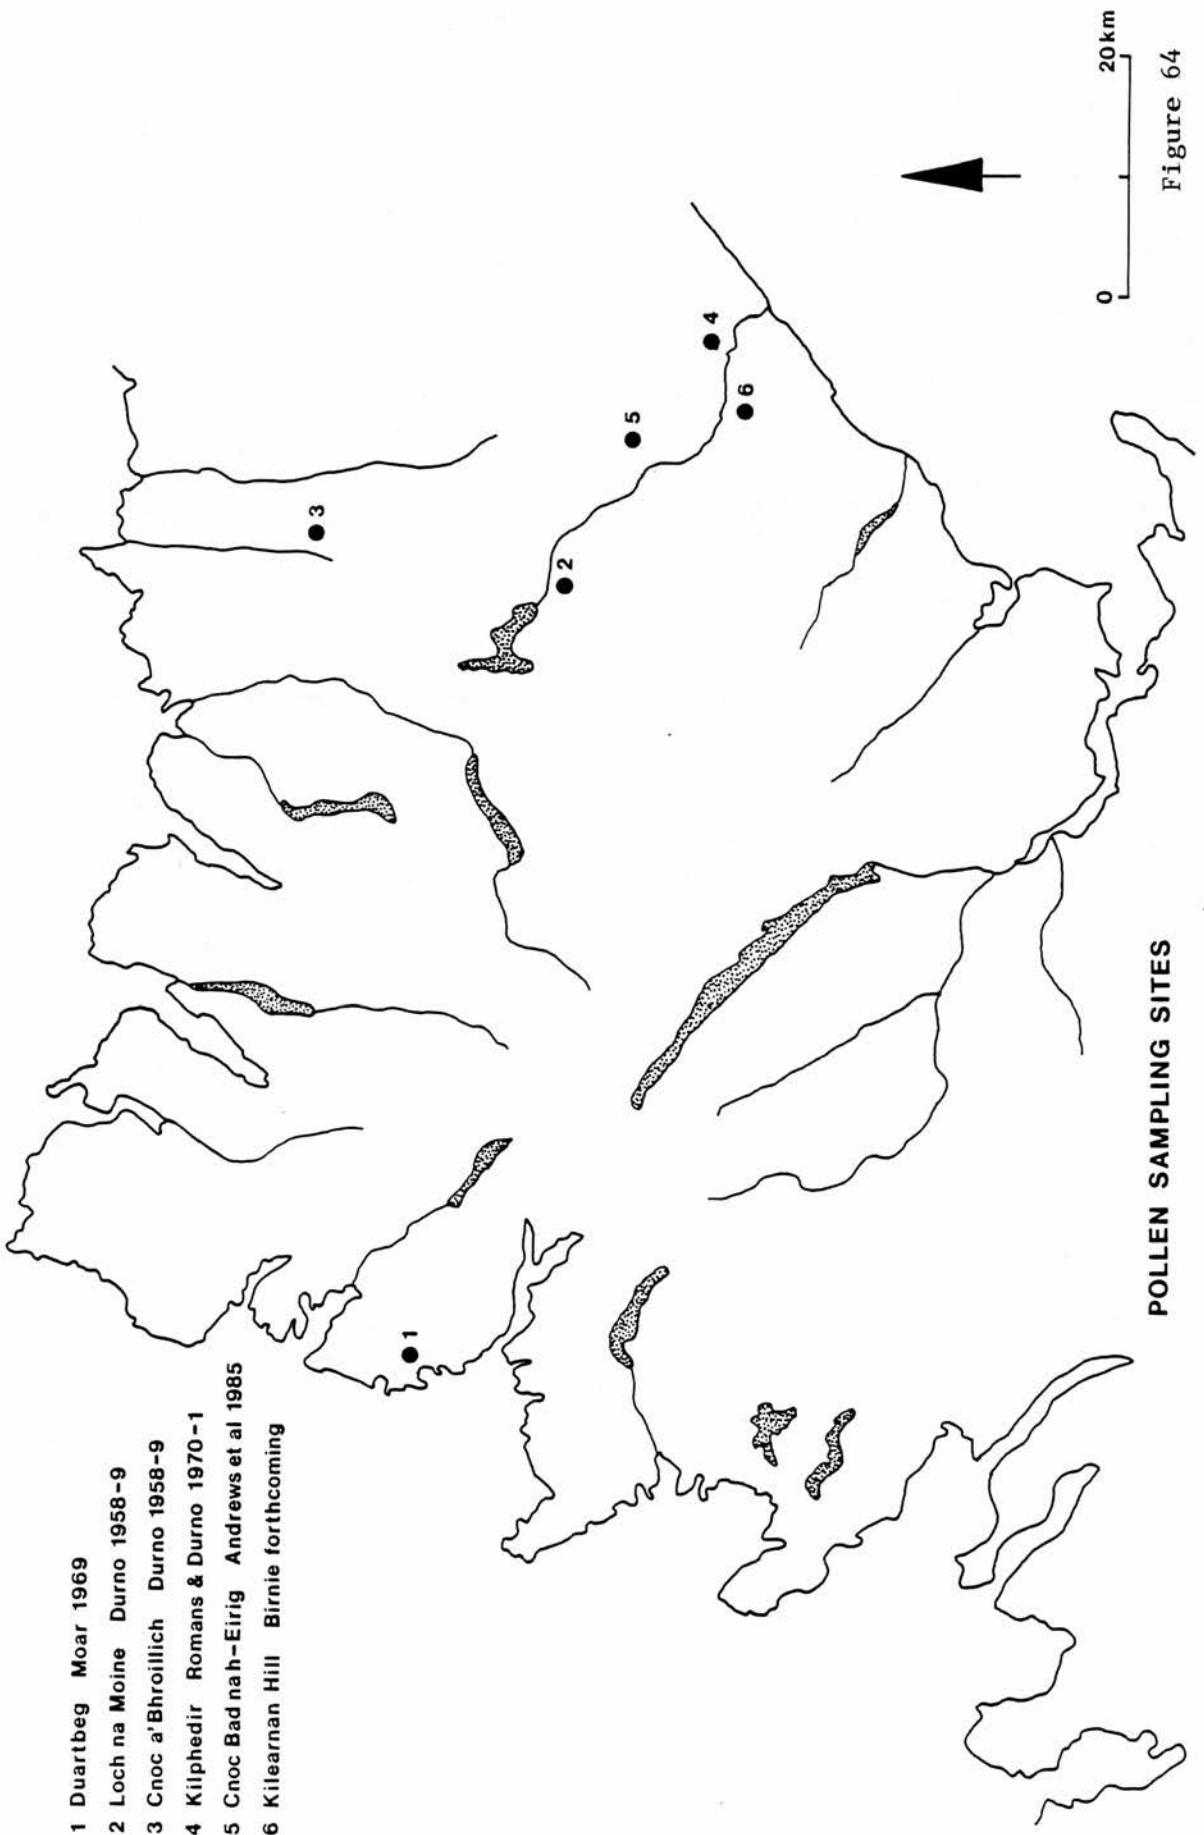 1 Duartbeg Moar 1969
2 Loch na Moine Durno 1958-9
3 Cnoc a'Bhroillich Durno 1958-9
4 Kilphedir Romans & Durno 1970-1
5 Cnoc Bad nah-Eirig Andrews et al 1985
6 Kilearnan Hill Birnie forthcoming
1
2
3
4
5
6
POLLEN SAMPLING SITES
0 20km
Figure 64